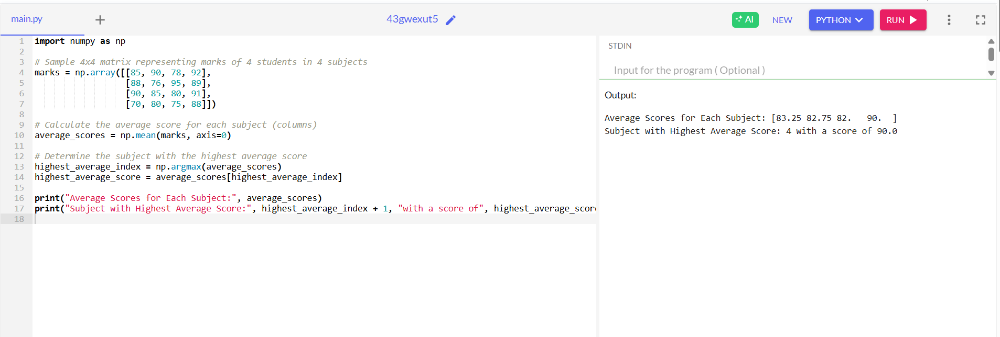 main.py + 43gwexut5 AI NEW PYTHON RUN
1 import numpy as np
2
3 # Sample 4x4 matrix representing marks of 4 students in 4 subjects
4 marks = np.array([[85, 90, 78, 92],
5                   [88, 76, 95, 89],
6                   [90, 85, 80, 91],
7                   [70, 80, 75, 88]])
8
9 # Calculate the average score for each subject (columns)
10 average_scores = np.mean(marks, axis=0)
11
12 # Determine the subject with the highest average score
13 highest_average_index = np.argmax(average_scores)
14 highest_average_score = average_scores[highest_average_index]
15
16 print("Average Scores for Each Subject:", average_scores)
17 print("Subject with Highest Average Score:", highest_average_index + 1, "with a score of", highest_average_score
18
STDIN
Input for the program ( Optional )
Output:
Average Scores for Each Subject: [83.25 82.75 82.   90.  ]
Subject with Highest Average Score: 4 with a score of 90.0